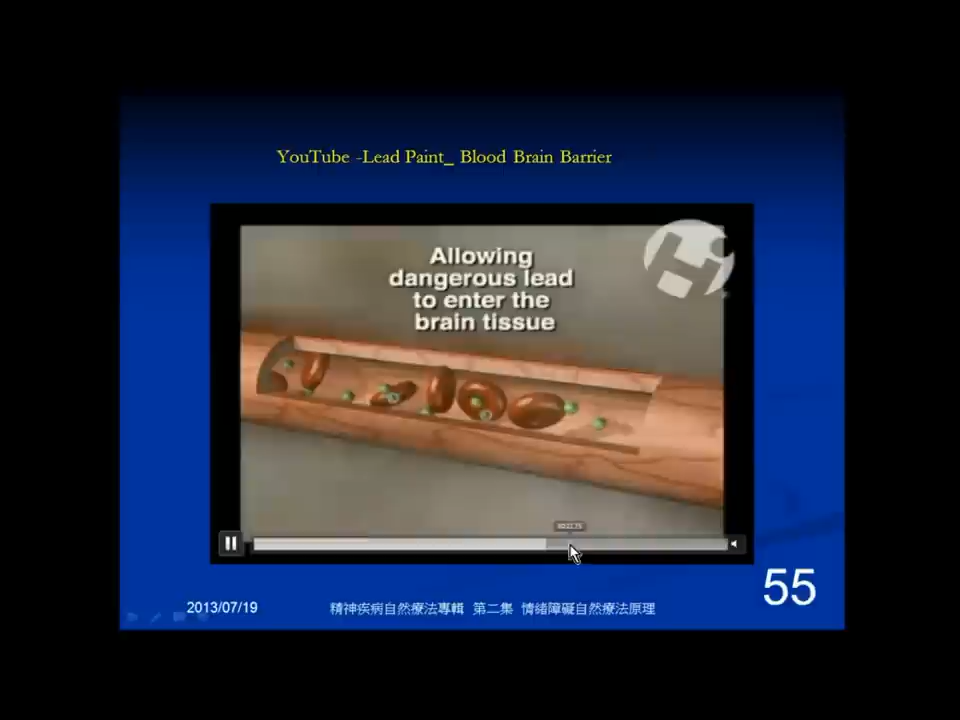 YouTube -Lead Paint_ Blood Brain Barrier
Allowing
dangerous lead
to enter the
brain tissue
55
2013/07/19
精神疾病自然療法專輯 第二集 情緒障礙自然療法原理